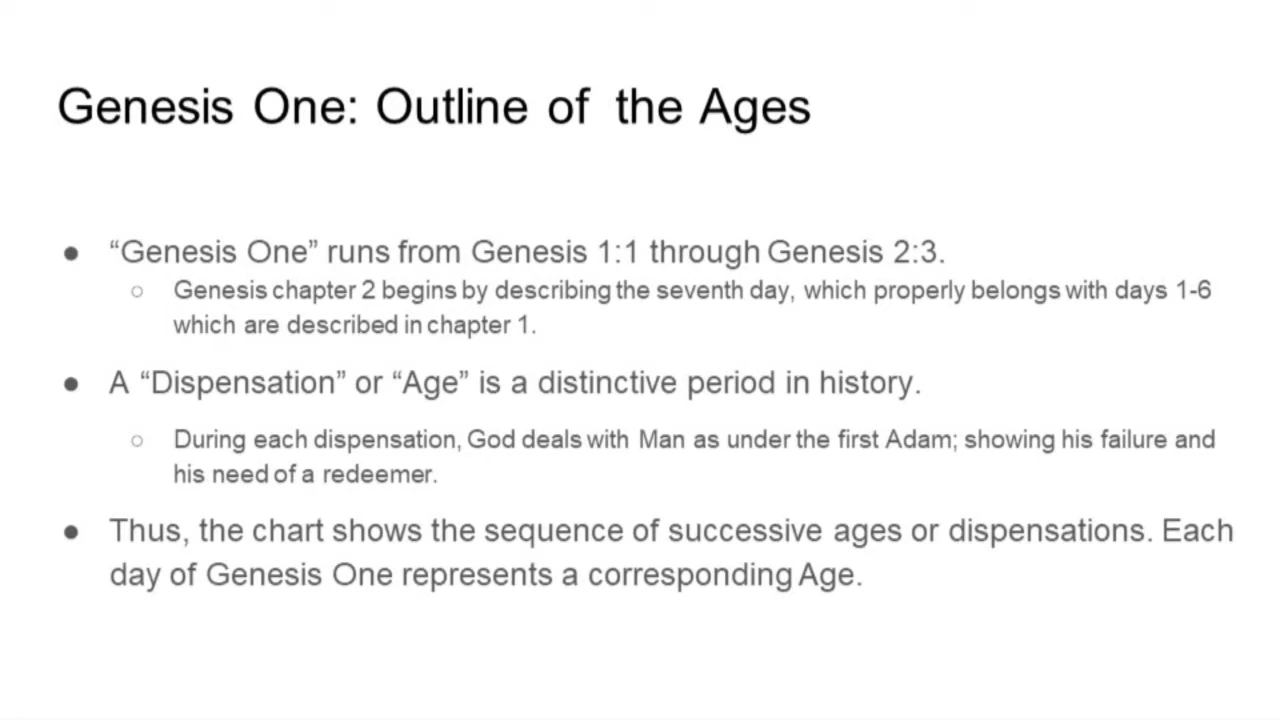 Genesis One: Outline of the Ages
● “Genesis One” runs from Genesis 1:1 through Genesis 2:3.
○ Genesis chapter 2 begins by describing the seventh day, which properly belongs with days 1-6
which are described in chapter 1.
● A “Dispensation” or “Age” is a distinctive period in history.
○ During each dispensation, God deals with Man as under the first Adam; showing his failure and
his need of a redeemer.
● Thus, the chart shows the sequence of successive ages or dispensations. Each
day of Genesis One represents a corresponding Age.